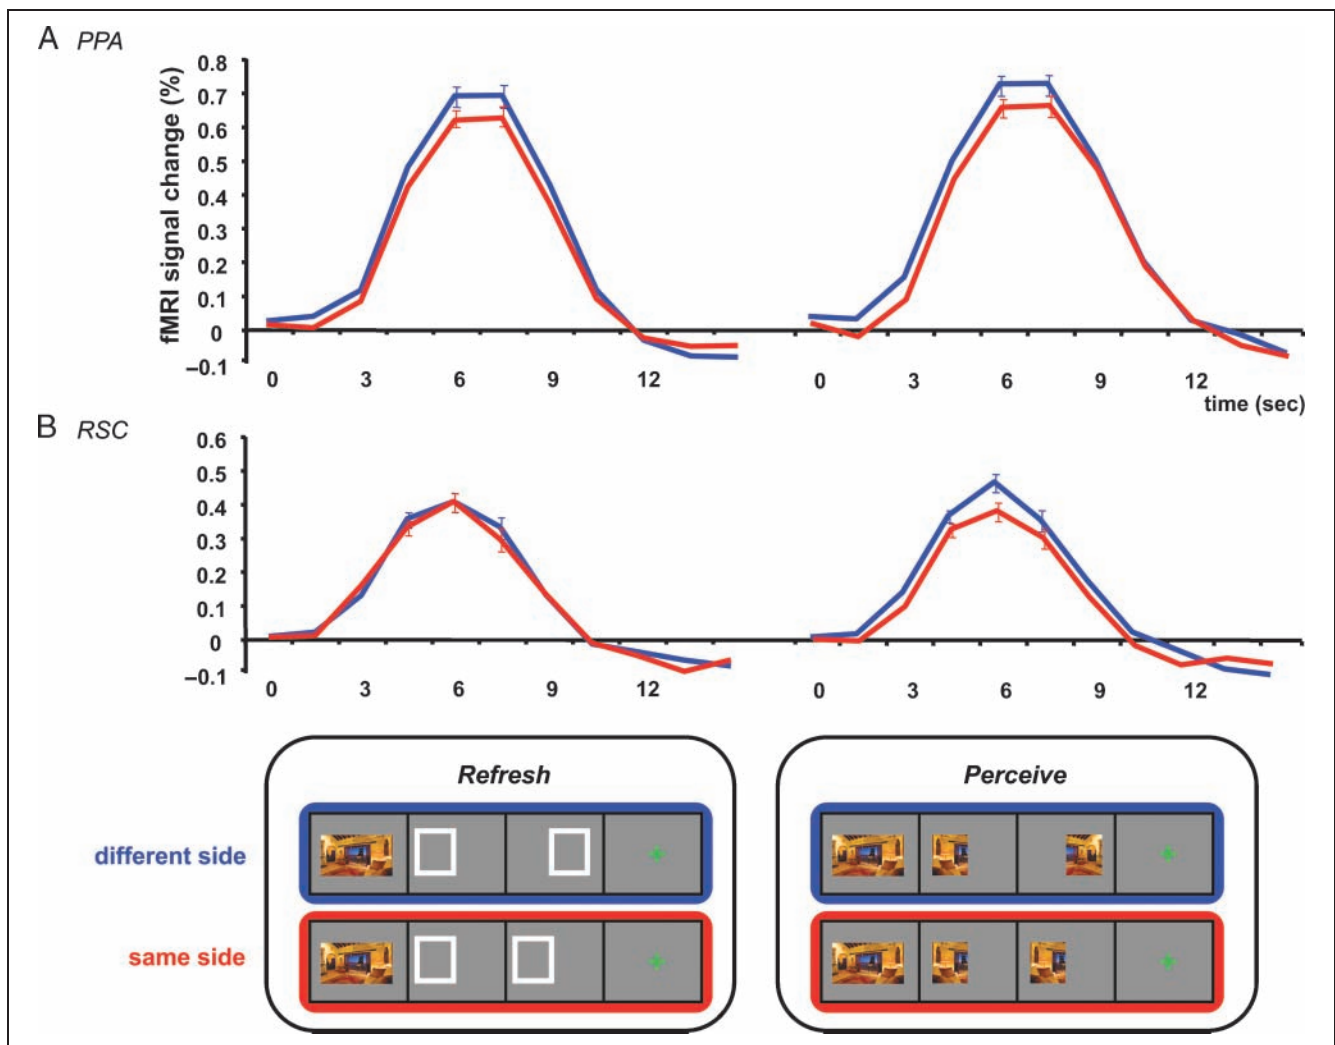 A PPA
fMRI signal change (%)
0.8
0.7
0.6
0.5
0.4
0.3
0.2
0.1
0
–0.1
0 3 6 9 12 0 3 6 9 12
time (sec)
B RSC
0.6
0.5
0.4
0.3
0.2
0.1
0
–0.1
0 3 6 9 12 0 3 6 9 12
Refresh Perceive
different side
same side